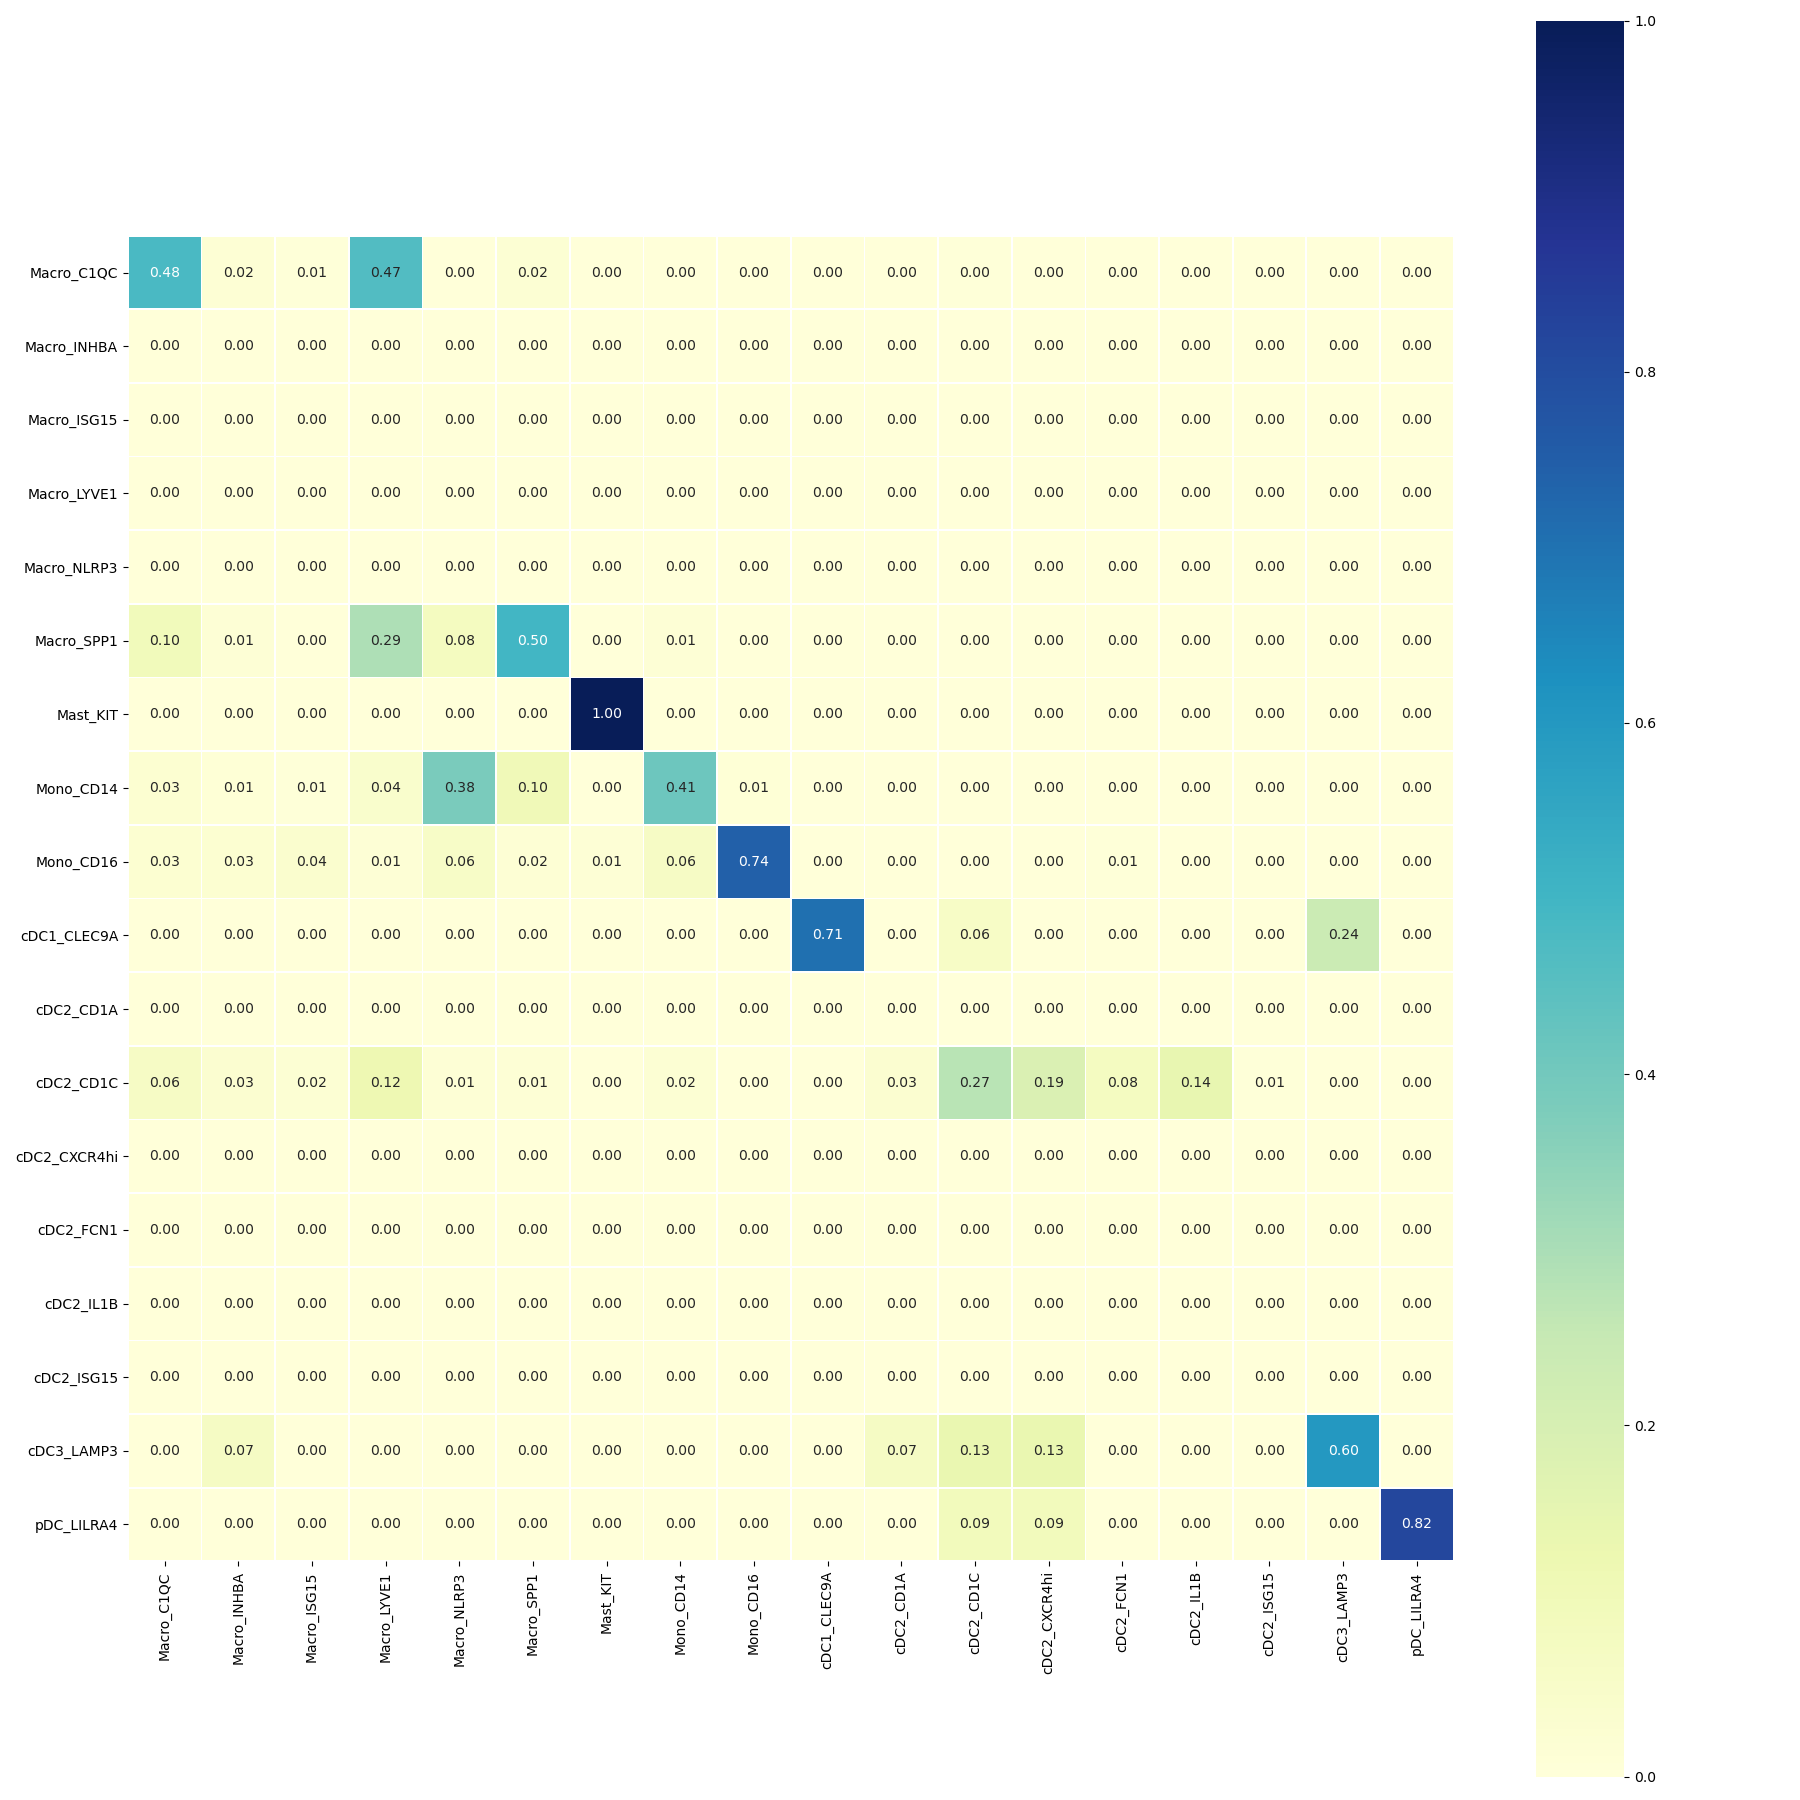 1.0
Macro_C1QC 0.48 0.02 0.01 0.47 0.00 0.02 0.00 0.00 0.00 0.00 0.00 0.00 0.00 0.00 0.00 0.00 0.00 0.00
Macro_INHBA 0.00 0.00 0.00 0.00 0.00 0.00 0.00 0.00 0.00 0.00 0.00 0.00 0.00 0.00 0.00 0.00 0.00 0.00
0.8
Macro_ISG15 0.00 0.00 0.00 0.00 0.00 0.00 0.00 0.00 0.00 0.00 0.00 0.00 0.00 0.00 0.00 0.00 0.00 0.00
Macro_LYVE1 0.00 0.00 0.00 0.00 0.00 0.00 0.00 0.00 0.00 0.00 0.00 0.00 0.00 0.00 0.00 0.00 0.00 0.00
Macro_NLRP3 0.00 0.00 0.00 0.00 0.00 0.00 0.00 0.00 0.00 0.00 0.00 0.00 0.00 0.00 0.00 0.00 0.00 0.00
Macro_SPP1 0.10 0.01 0.00 0.29 0.08 0.50 0.00 0.01 0.00 0.00 0.00 0.00 0.00 0.00 0.00 0.00 0.00 0.00
Mast_KIT 0.00 0.00 0.00 0.00 0.00 0.00 1.00 0.00 0.00 0.00 0.00 0.00 0.00 0.00 0.00 0.00 0.00 0.00
0.6
Mono_CD14 0.03 0.01 0.01 0.04 0.38 0.10 0.00 0.41 0.01 0.00 0.00 0.00 0.00 0.00 0.00 0.00 0.00 0.00
Mono_CD16 0.03 0.03 0.04 0.01 0.06 0.02 0.01 0.06 0.74 0.00 0.00 0.00 0.00 0.01 0.00 0.00 0.00 0.00
cDC1_CLEC9A 0.00 0.00 0.00 0.00 0.00 0.00 0.00 0.00 0.00 0.71 0.00 0.06 0.00 0.00 0.00 0.00 0.24 0.00
cDC2_CD1A 0.00 0.00 0.00 0.00 0.00 0.00 0.00 0.00 0.00 0.00 0.00 0.00 0.00 0.00 0.00 0.00 0.00 0.00
0.4
cDC2_CD1C 0.06 0.03 0.02 0.12 0.01 0.01 0.00 0.02 0.00 0.00 0.03 0.27 0.19 0.08 0.14 0.01 0.00 0.00
cDC2_CXCR4hi 0.00 0.00 0.00 0.00 0.00 0.00 0.00 0.00 0.00 0.00 0.00 0.00 0.00 0.00 0.00 0.00 0.00 0.00
cDC2_FCN1 0.00 0.00 0.00 0.00 0.00 0.00 0.00 0.00 0.00 0.00 0.00 0.00 0.00 0.00 0.00 0.00 0.00 0.00
cDC2_IL1B 0.00 0.00 0.00 0.00 0.00 0.00 0.00 0.00 0.00 0.00 0.00 0.00 0.00 0.00 0.00 0.00 0.00 0.00
cDC2_ISG15 0.00 0.00 0.00 0.00 0.00 0.00 0.00 0.00 0.00 0.00 0.00 0.00 0.00 0.00 0.00 0.00 0.00 0.00
0.2
cDC3_LAMP3 0.00 0.07 0.00 0.00 0.00 0.00 0.00 0.00 0.00 0.00 0.07 0.13 0.13 0.00 0.00 0.00 0.60 0.00
pDC_LILRA4 0.00 0.00 0.00 0.00 0.00 0.00 0.00 0.00 0.00 0.00 0.00 0.09 0.09 0.00 0.00 0.00 0.00 0.82
Macro_C1QC
Macro_INHBA
Macro_ISG15
Macro_LYVE1
Macro_NLRP3
Macro_SPP1
Mast_KIT
Mono_CD14
Mono_CD16
cDC1_CLEC9A
cDC2_CD1A
cDC2_CD1C
cDC2_CXCR4hi
cDC2_FCN1
cDC2_IL1B
cDC2_ISG15
cDC3_LAMP3
pDC_LILRA4
0.0